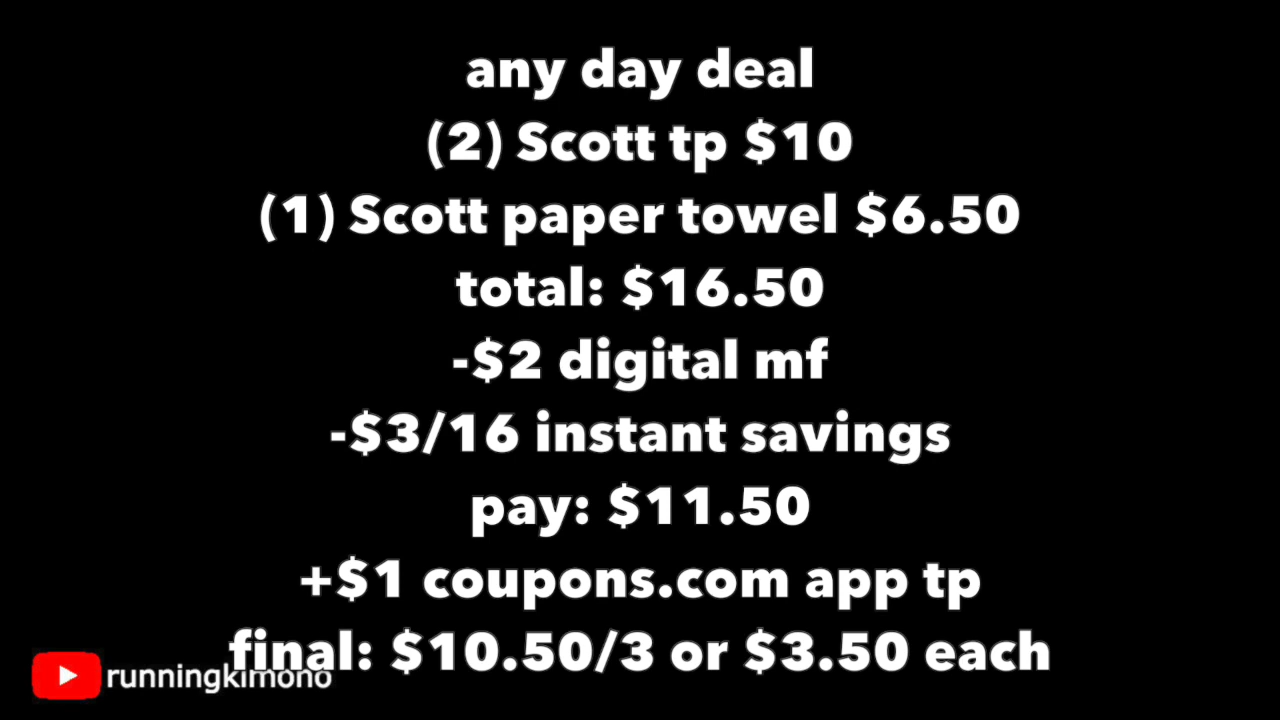 any day deal
(2) Scott tp $10
(1) Scott paper towel $6.50
total: $16.50
-$2 digital mf
-$3/16 instant savings
pay: $11.50
+$1 coupons.com app tp
final: $10.50/3 or $3.50 each
runningkimono